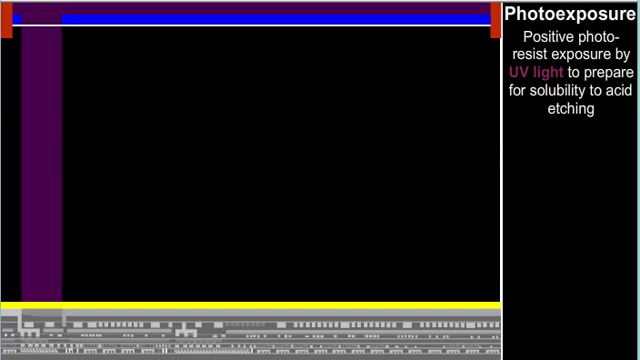 Photoexposure
Positive photo-
resist exposure by
UV light to prepare
for solubility to acid
etching